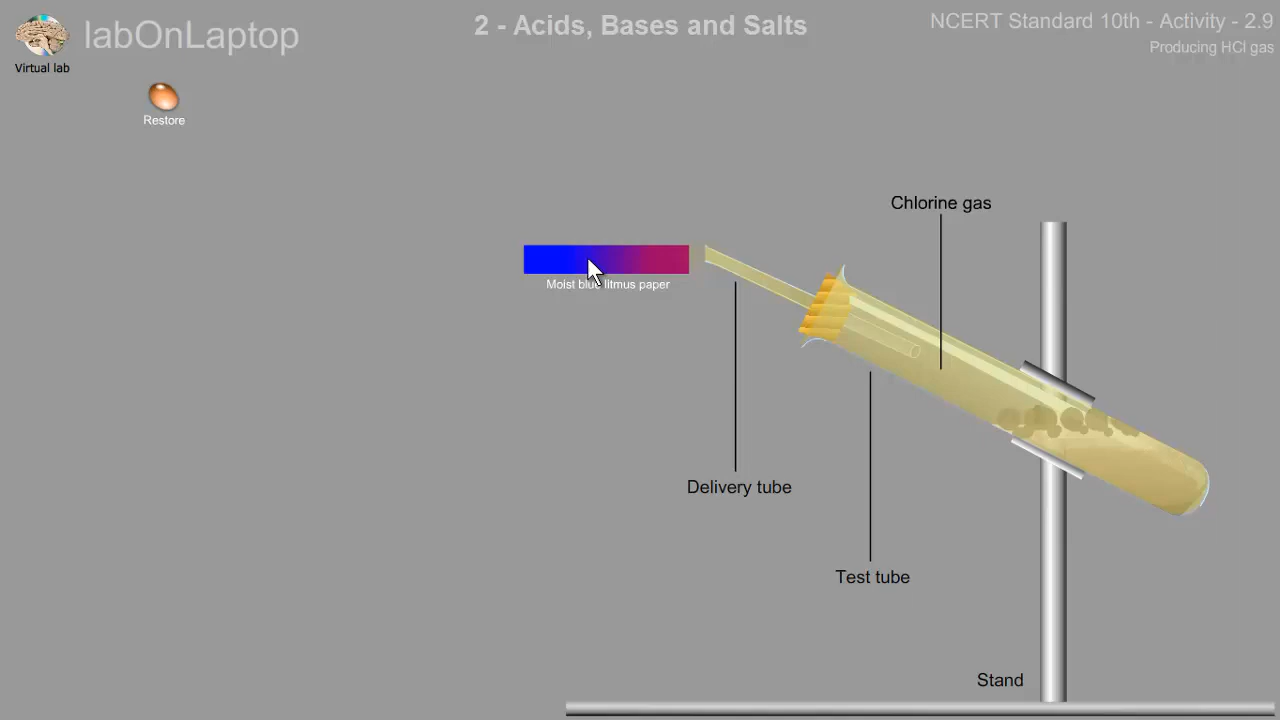 labOnLaptop
Virtual lab
2 - Acids, Bases and Salts
NCERT Standard 10th - Activity - 2.9
Producing HCl gas
Restore
Chlorine gas
Moist blue litmus paper
Delivery tube
Test tube
Stand